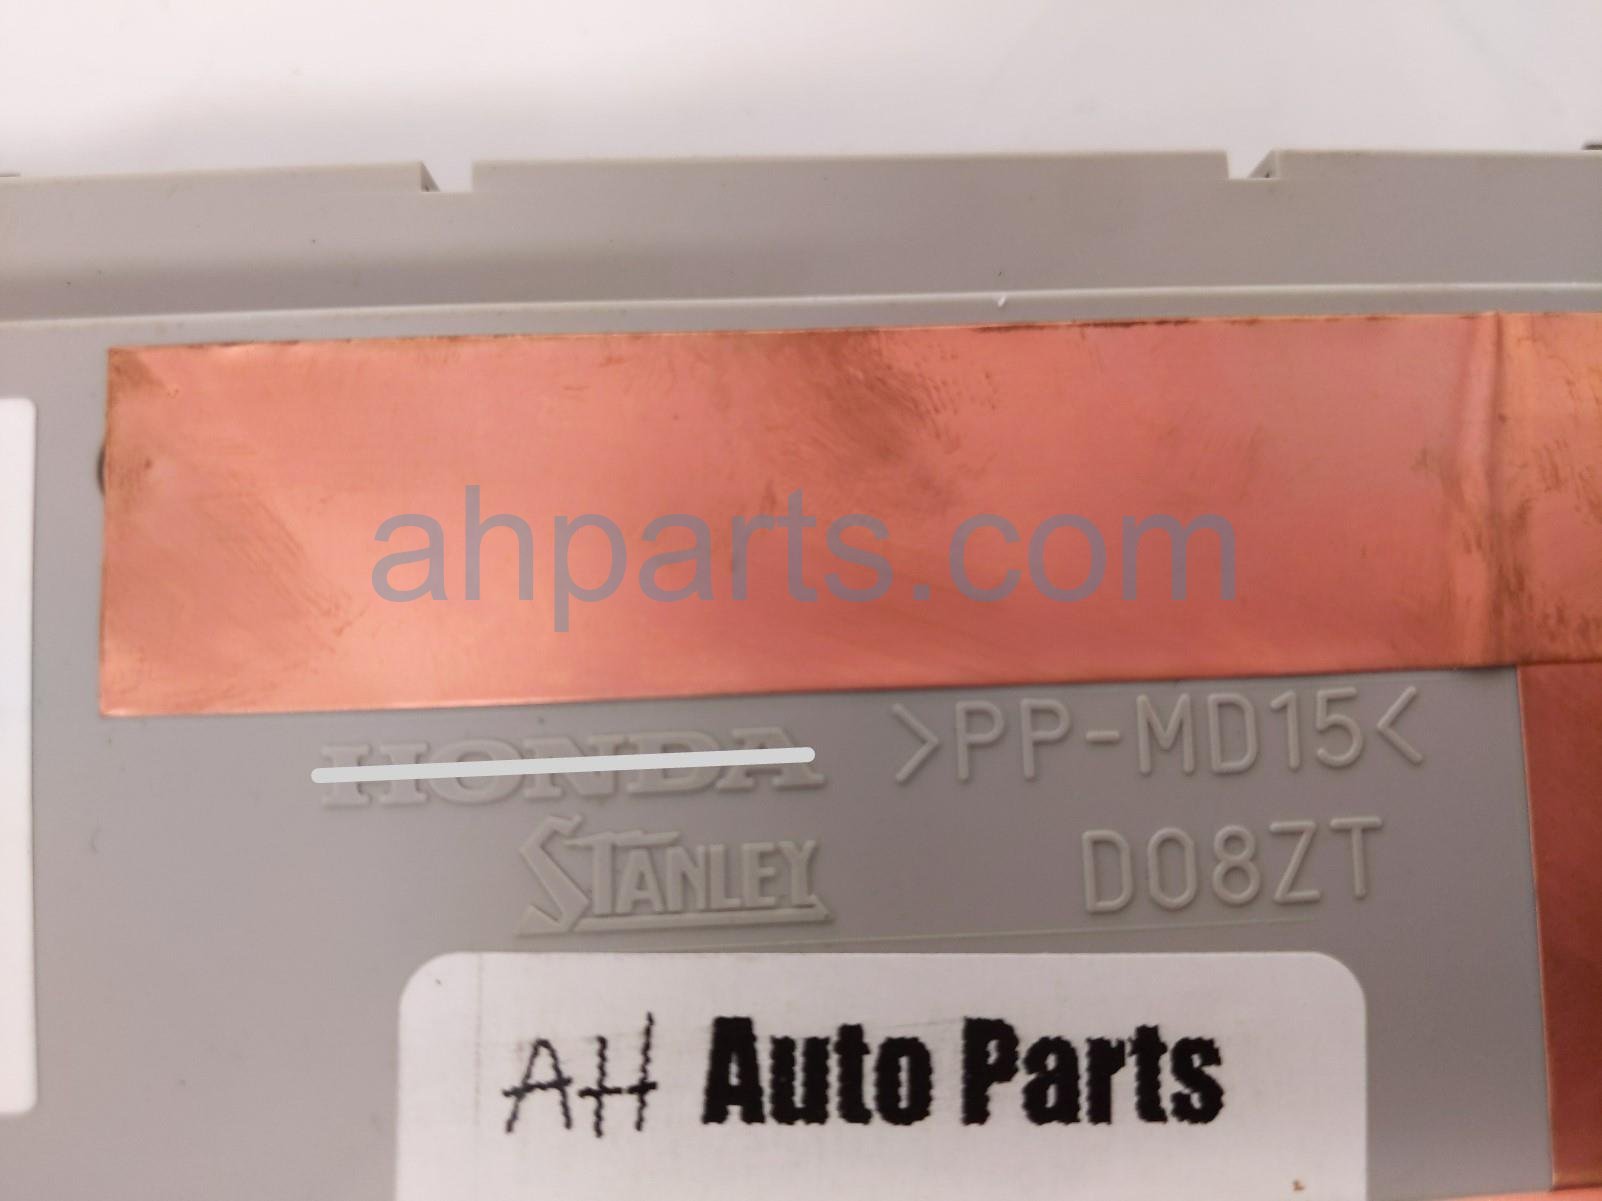 ahparts.com
HONDA >PP-MD15<
STANLEY D08ZT
AH Auto Parts